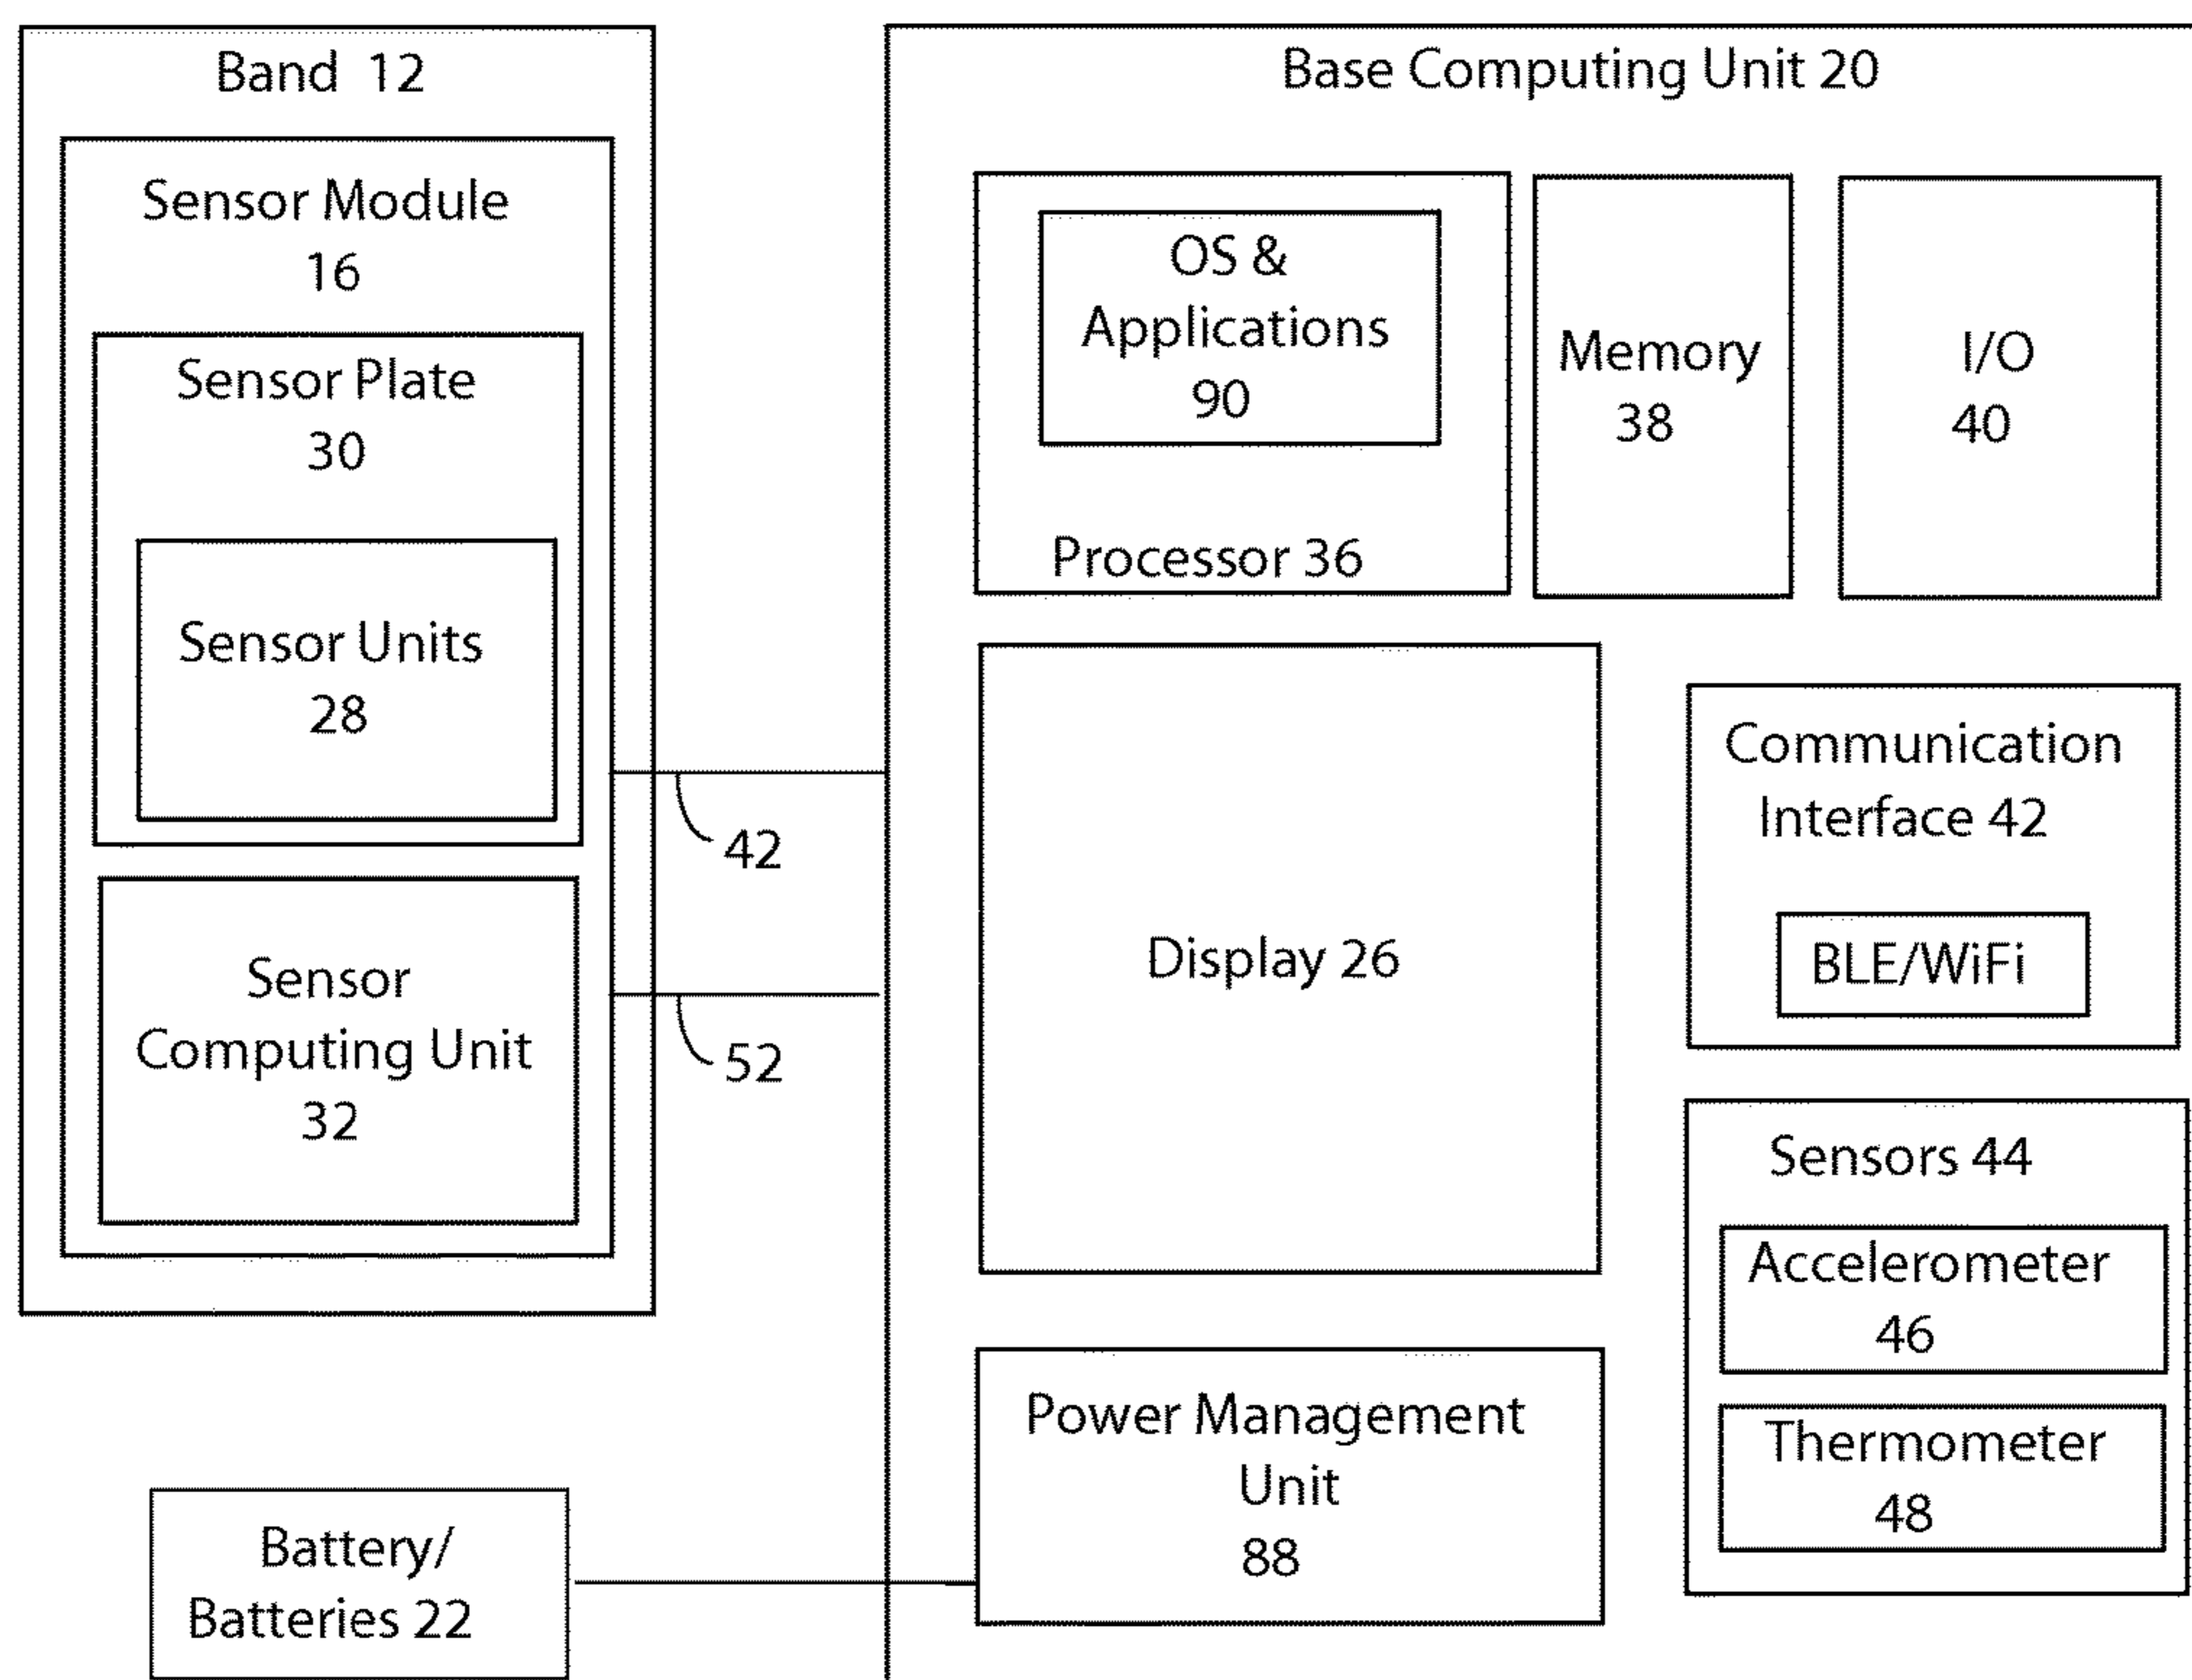 Band 12
Sensor Module
16
Sensor Plate
30
Sensor Units
28
Sensor
Computing Unit
32
42
52
Battery/
Batteries 22
Base Computing Unit 20
OS &
Applications
90
Processor 36
Memory
38
I/O
40
Display 26
Communication
Interface 42
BLE/WiFi
Sensors 44
Accelerometer
46
Thermometer
48
Power Management
Unit
88